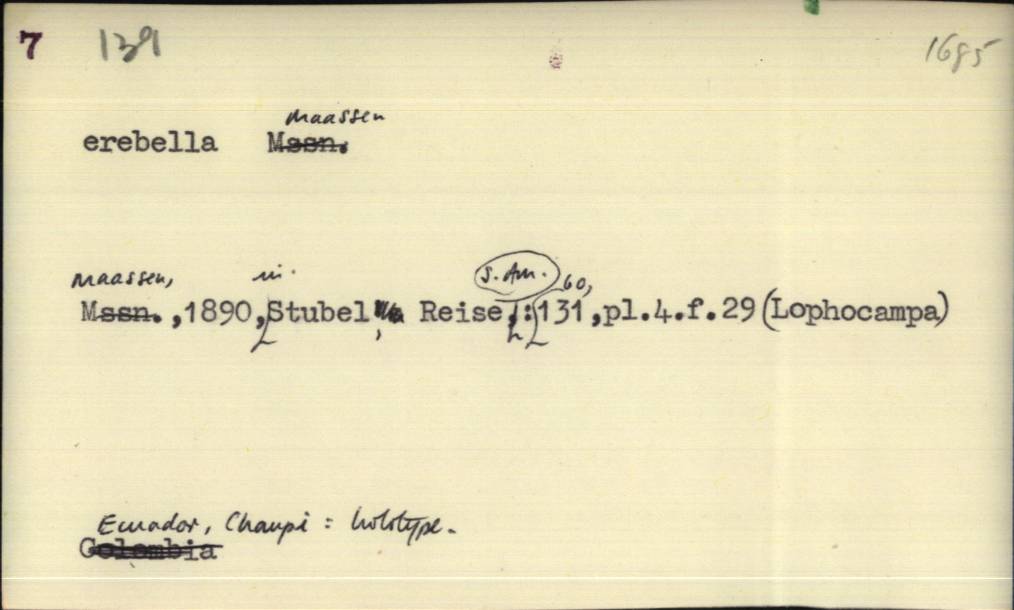 7 139 1685
Maassen
erebella Mssn.
Maassen, in. S. Am. 60,
Mssn.,1890,Stubel Reise,:131,pl.4.f.29(Lophocampa)
Ecuador, Chaupi : holotype.
Colombia